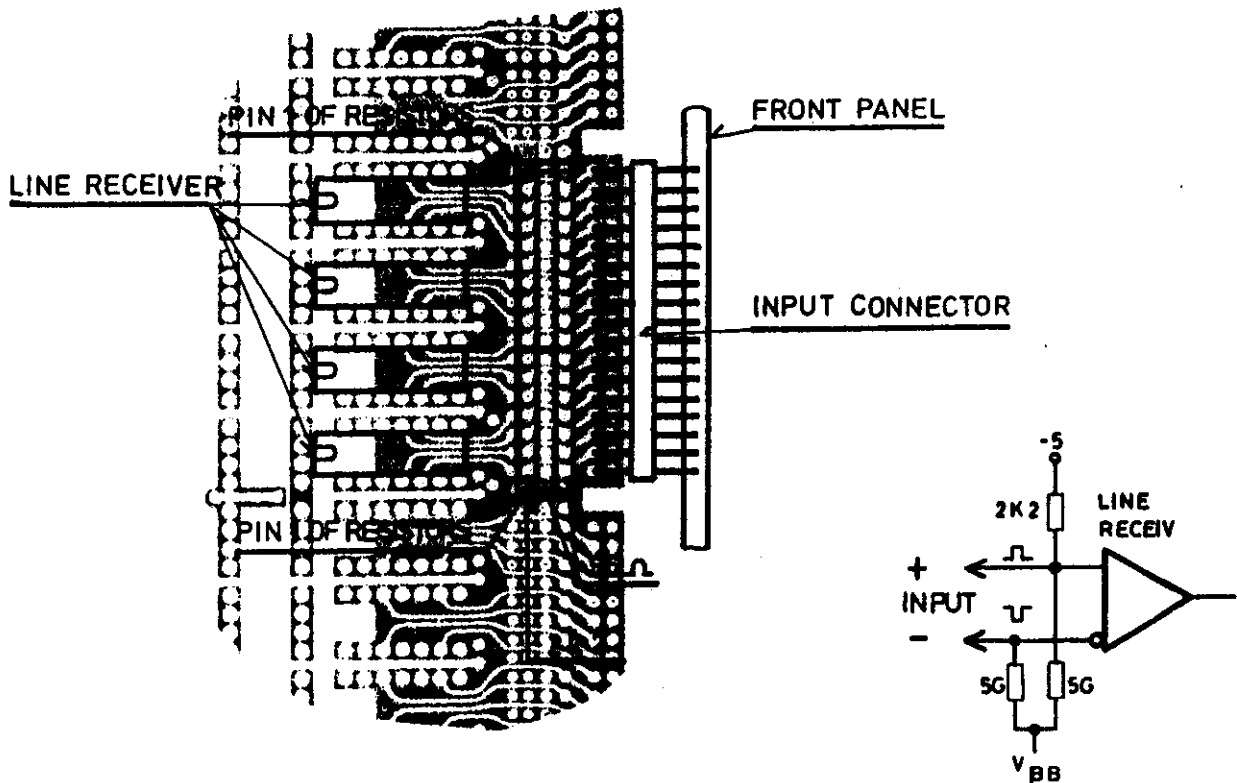 FRONT PANEL
PIN 1 OF RESISTORS
LINE RECEIVER
INPUT CONNECTOR
-5
2K2
LINE
RECEIV
+
INPUT
-
PIN 1 OF RESISTORS
5G
5G
VBB